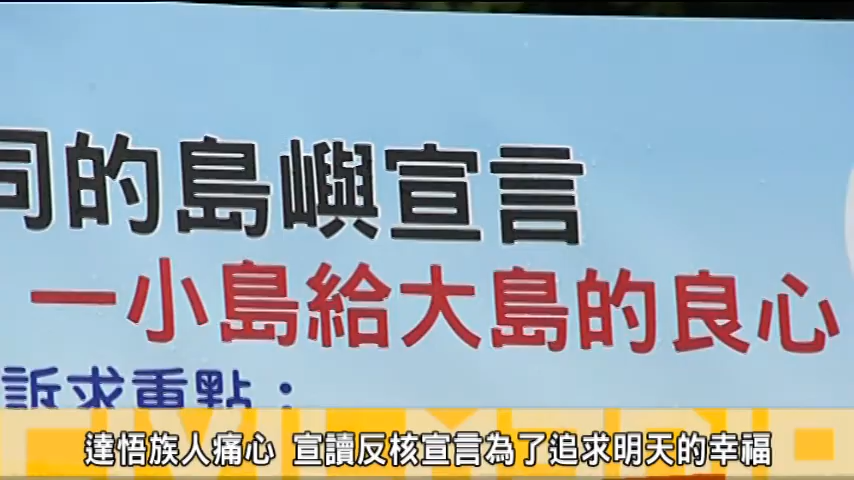 同的島嶼宣言
一小島給大島的良心
訴求重點：
達悟族人痛心 宣讀反核宣言為了追求明天的幸福